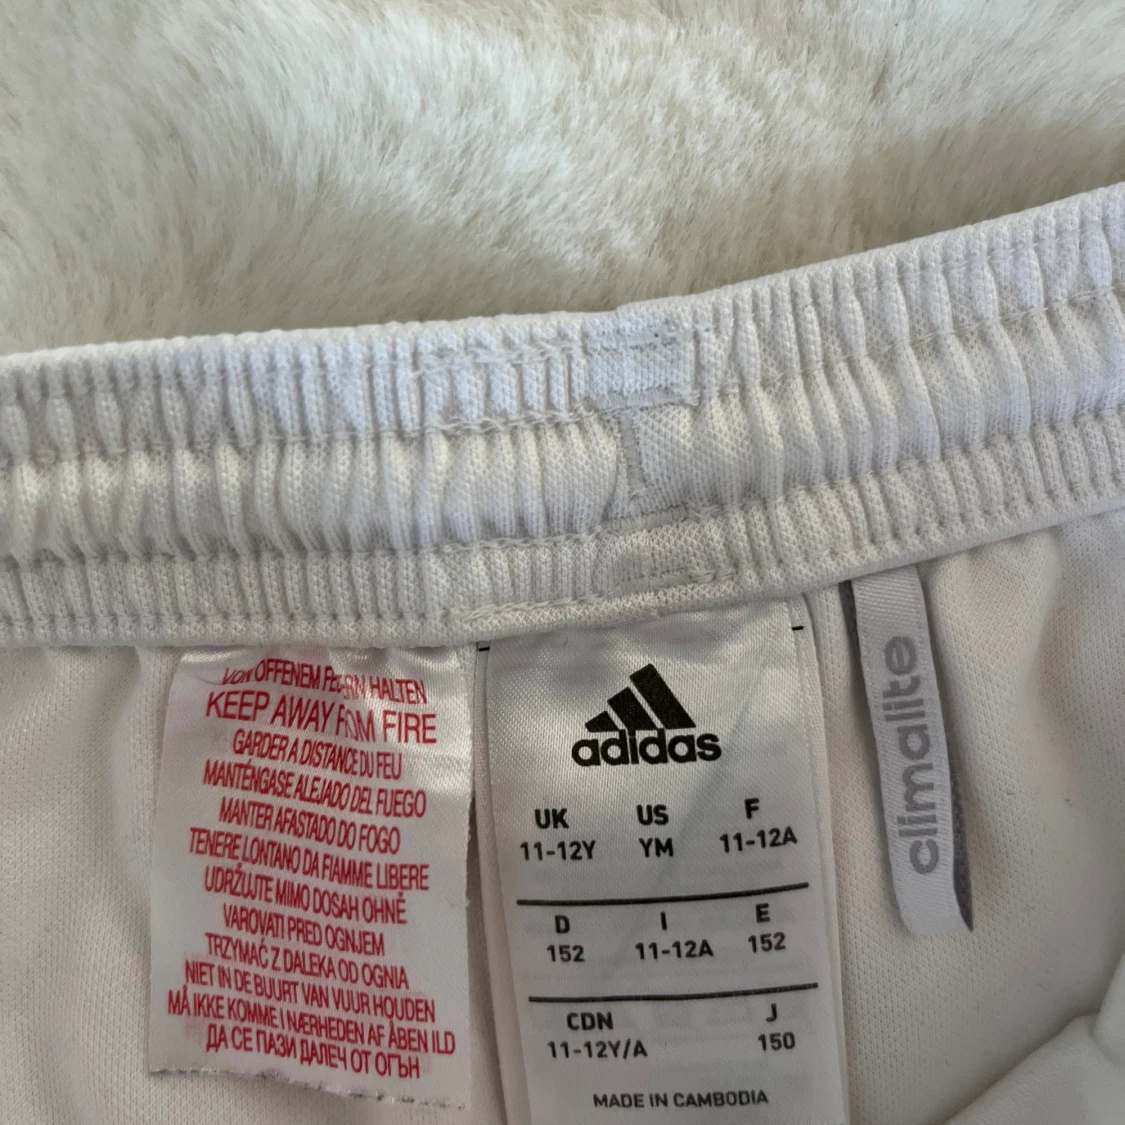 VON OFFENEM FEUER FERN HALTEN
KEEP AWAY FROM FIRE
GARDER A DISTANCE DU FEU
MANTÉNGASE ALEJADO DEL FUEGO
MANTER AFASTADO DO FOGO
TENERE LONTANO DA FIAMME LIBERE
UDRŽUJTE MIMO DOSAH OHNĚ
VAROVATI PRED OGNJEM
TRZYMAĆ Z DALEKA OD OGNIA
NIET IN DE BUURT VAN VUUR HOUDEN
MÅ IKKE KOMME I NÆRHEDEN AF ÅBEN ILD
ДА СЕ ПАЗИ ДАЛЕЧ ОТ ОГЪН
adidas
UK US F
11-12Y YM 11-12A
D I E
152 11-12A 152
CDN J
11-12Y/A 150
MADE IN CAMBODIA
climalite